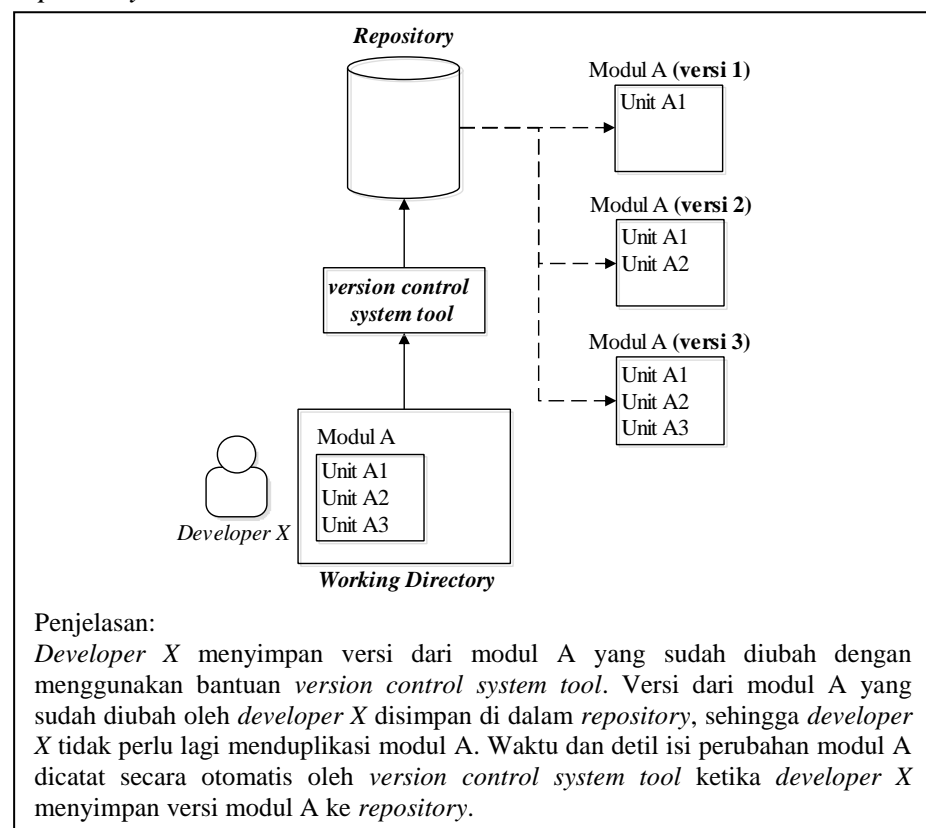 Repository
Modul A (versi 1)
Unit A1
Modul A (versi 2)
Unit A1
Unit A2
version control
system tool
Modul A (versi 3)
Unit A1
Unit A2
Unit A3
Modul A
Unit A1
Unit A2
Unit A3
Developer X
Working Directory
Penjelasan:
Developer X menyimpan versi dari modul A yang sudah diubah dengan
menggunakan bantuan version control system tool. Versi dari modul A yang
sudah diubah oleh developer X disimpan di dalam repository, sehingga developer
X tidak perlu lagi menduplikasi modul A. Waktu dan detil isi perubahan modul A
dicatat secara otomatis oleh version control system tool ketika developer X
menyimpan versi modul A ke repository.